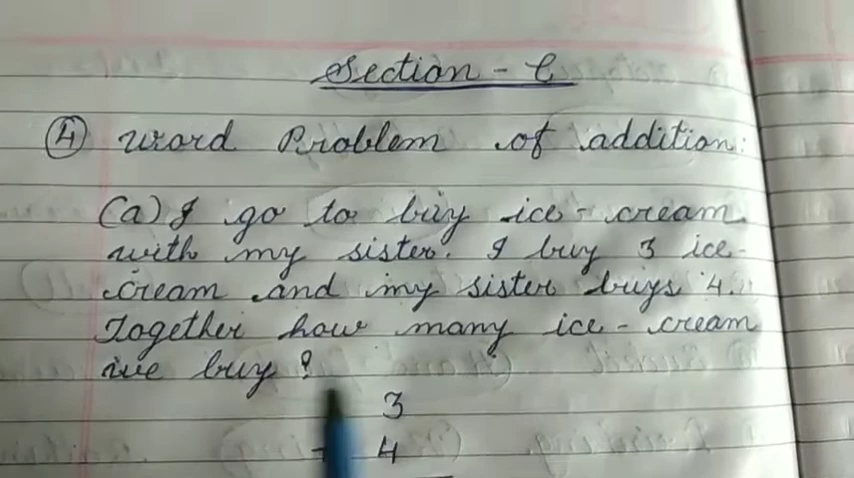 Section - C
④ Word Problem of addition:
(a) I go to buy ice-cream
with my sister. I buy 3 ice-
cream and my sister buys 4.
Together how many ice-cream
we buy?
3
+ 4